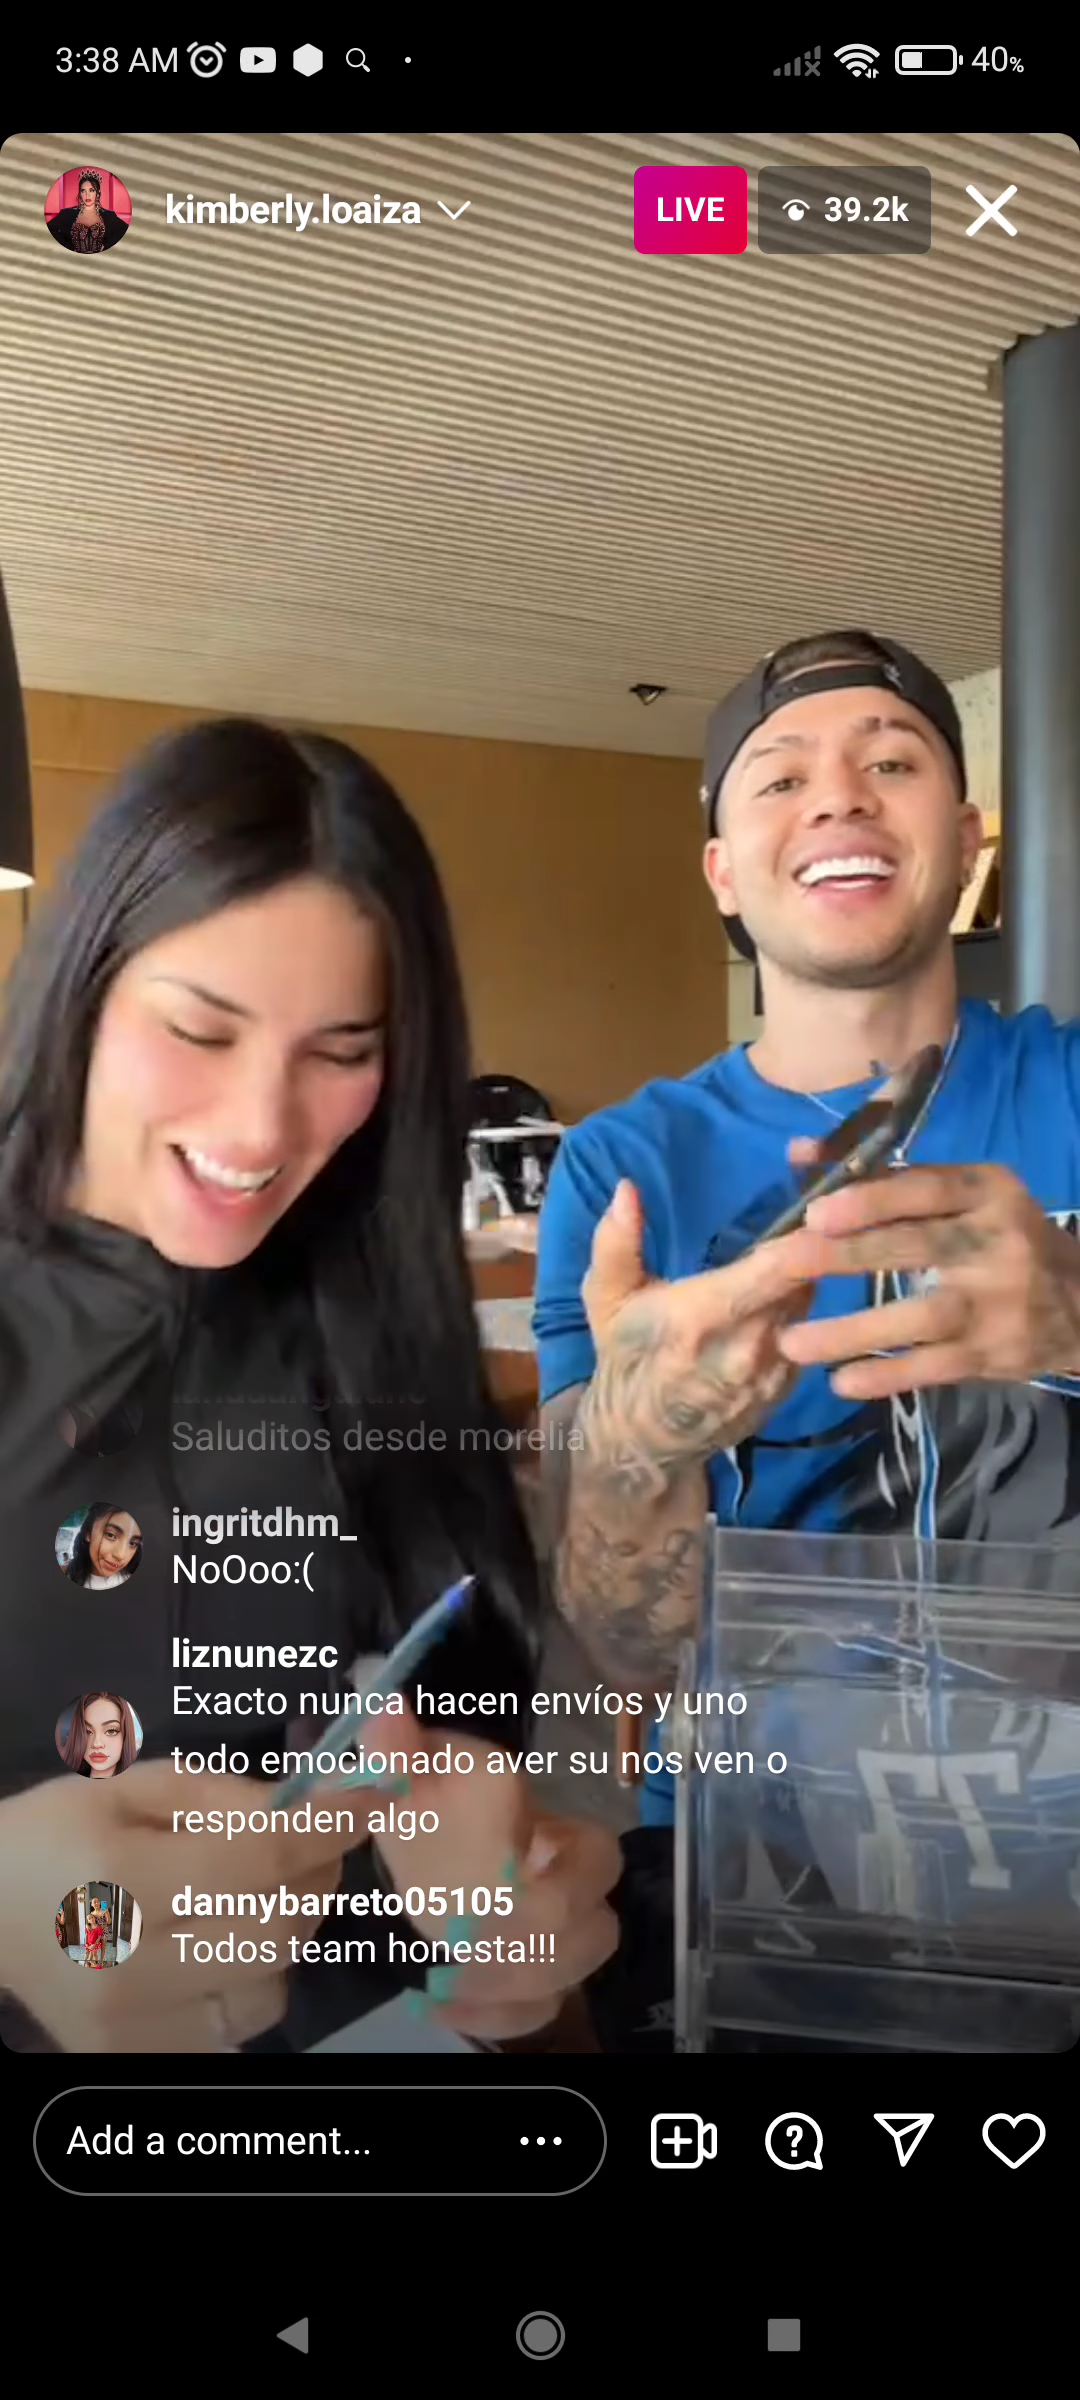 3:38 AM
40%
kimberly.loaiza
LIVE
39.2k
Saluditos desde morelia
ingritdhm_
NoOoo:(
liznunezc
Exacto nunca hacen envíos y uno
todo emocionado aver su nos ven o
responden algo
dannybarreto05105
Todos team honesta!!!
Add a comment...